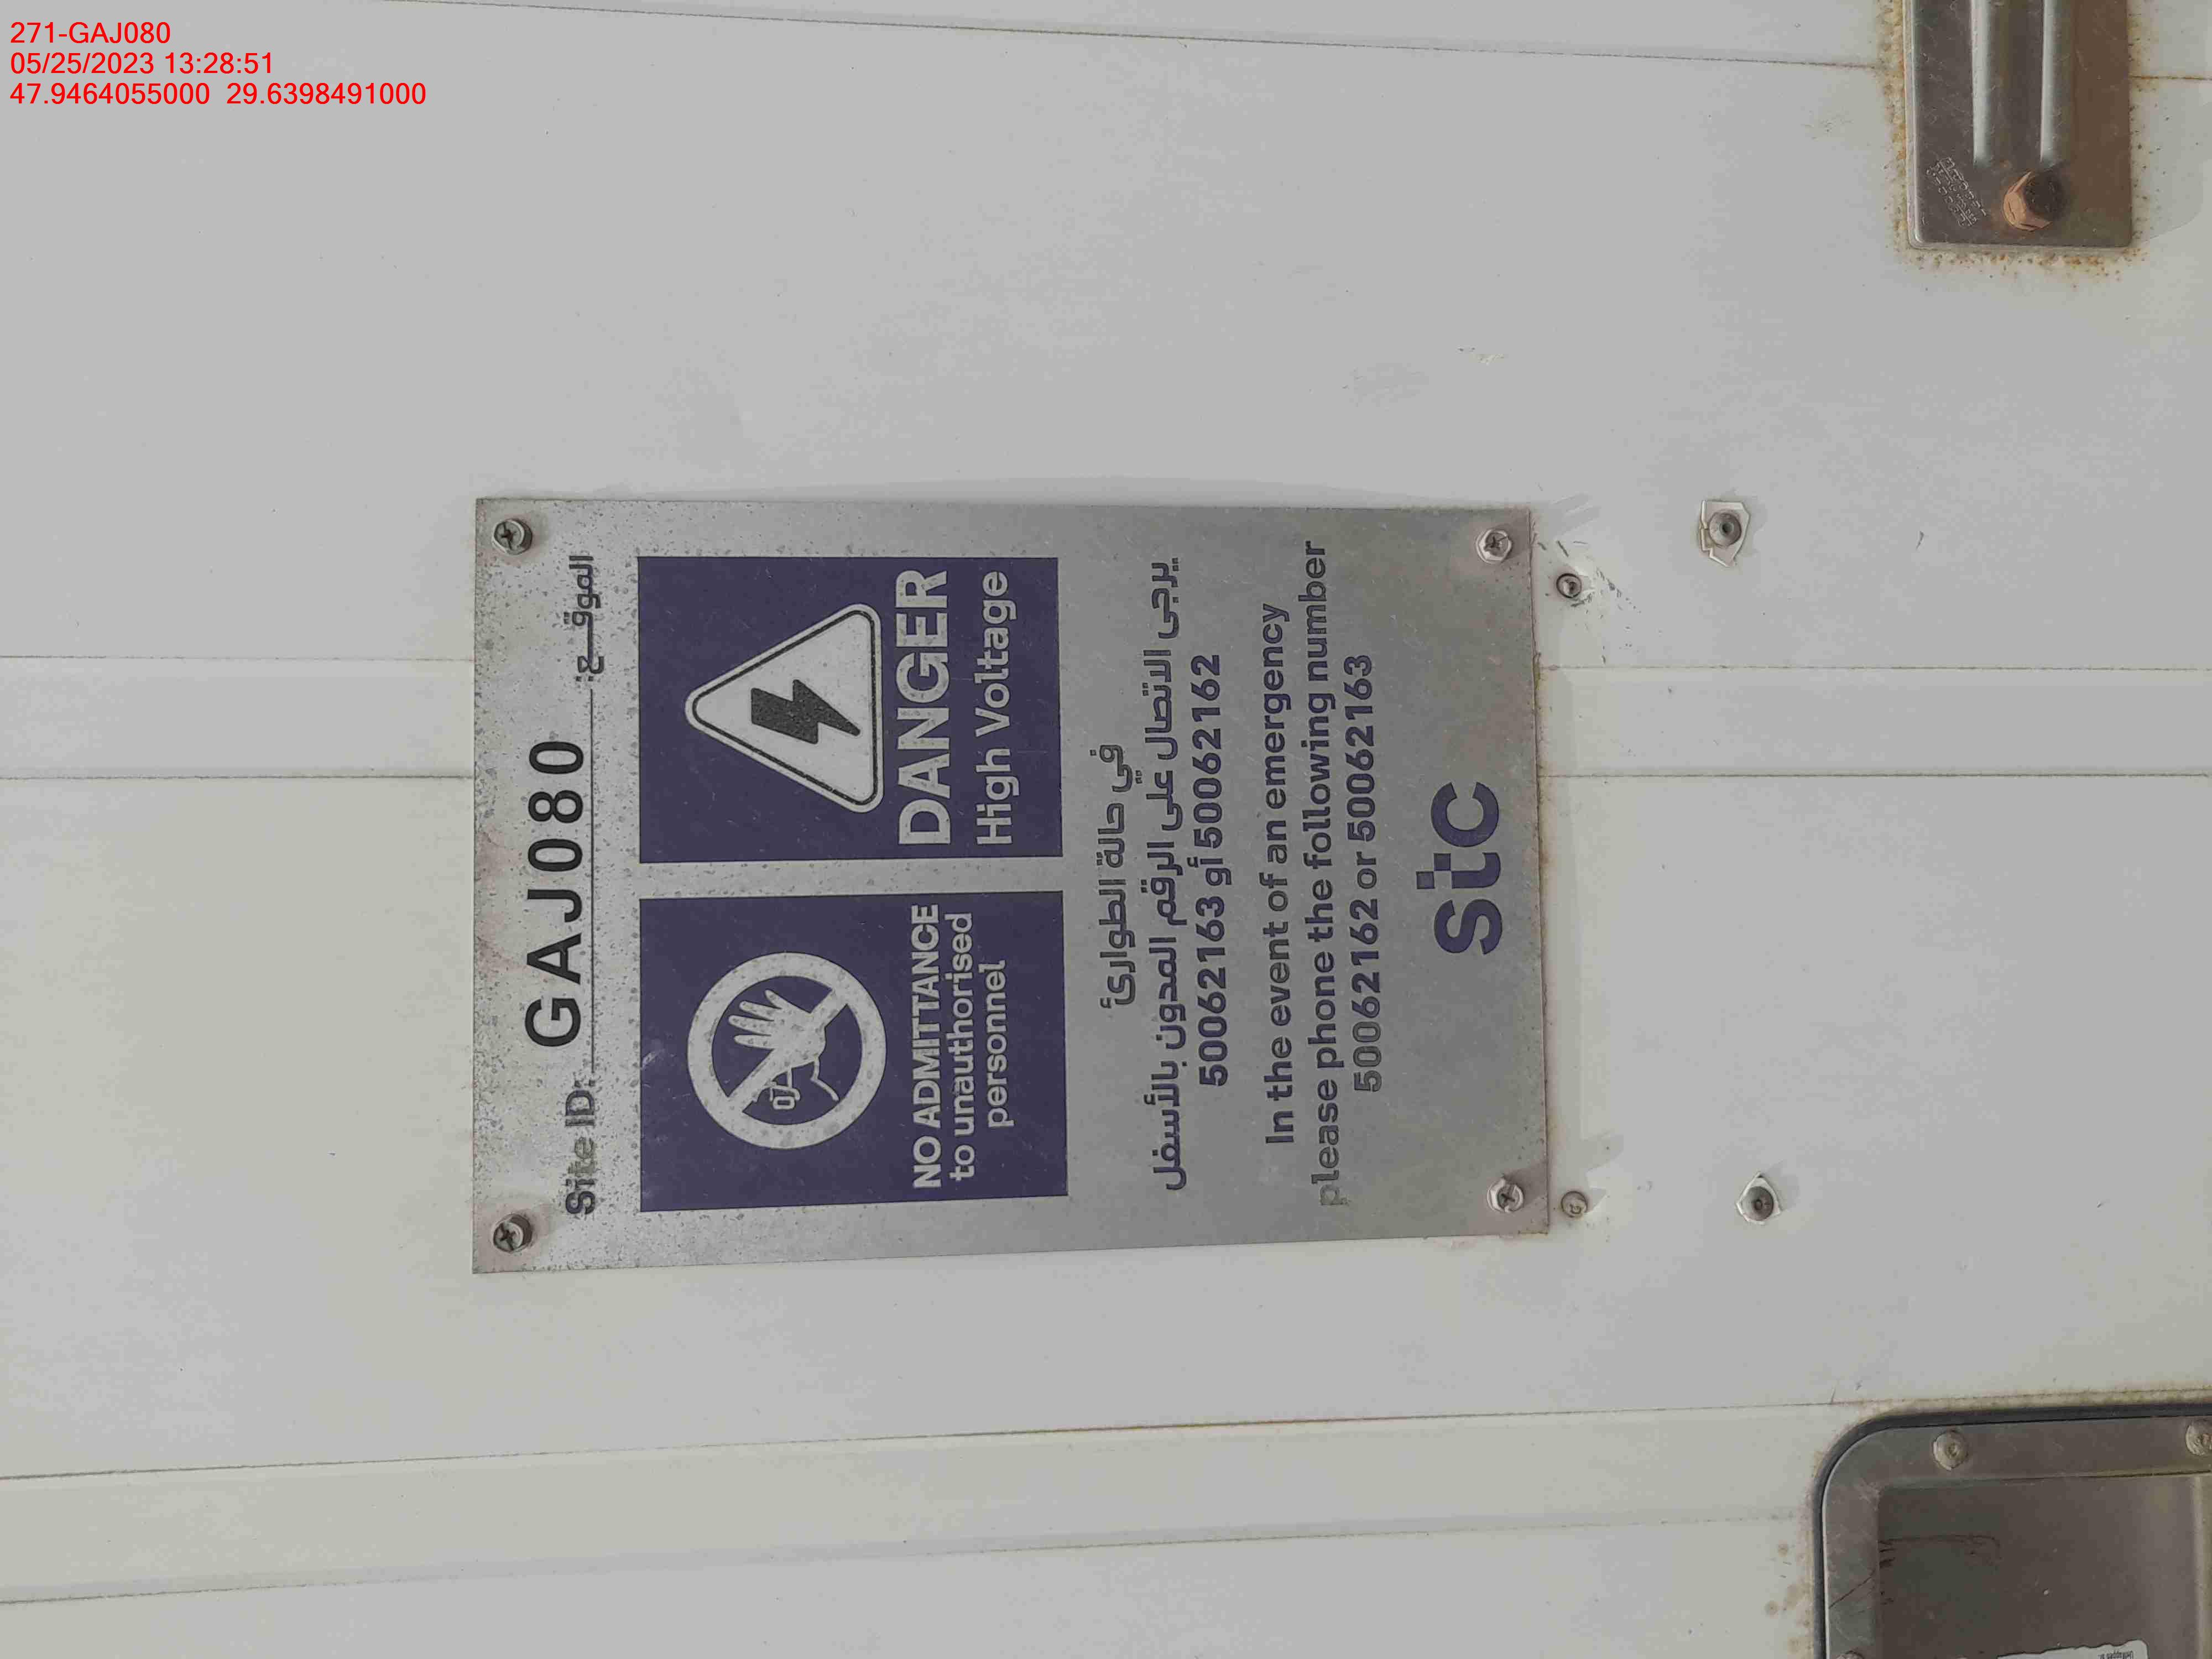 271-GAJ080
05/25/2023 13:28:51
47.9464055000 29.6398491000
Site ID: GAJ080 الموقـــع:
NO ADMITTANCE
to unauthorised
personnel
DANGER
High Voltage
في حالة الطوارئ
يرجى الاتصال على الرقم المدون بالأسفل
50062163 أو 50062162
In the event of an emergency
please phone the following number
50062162 or 50062163
stc